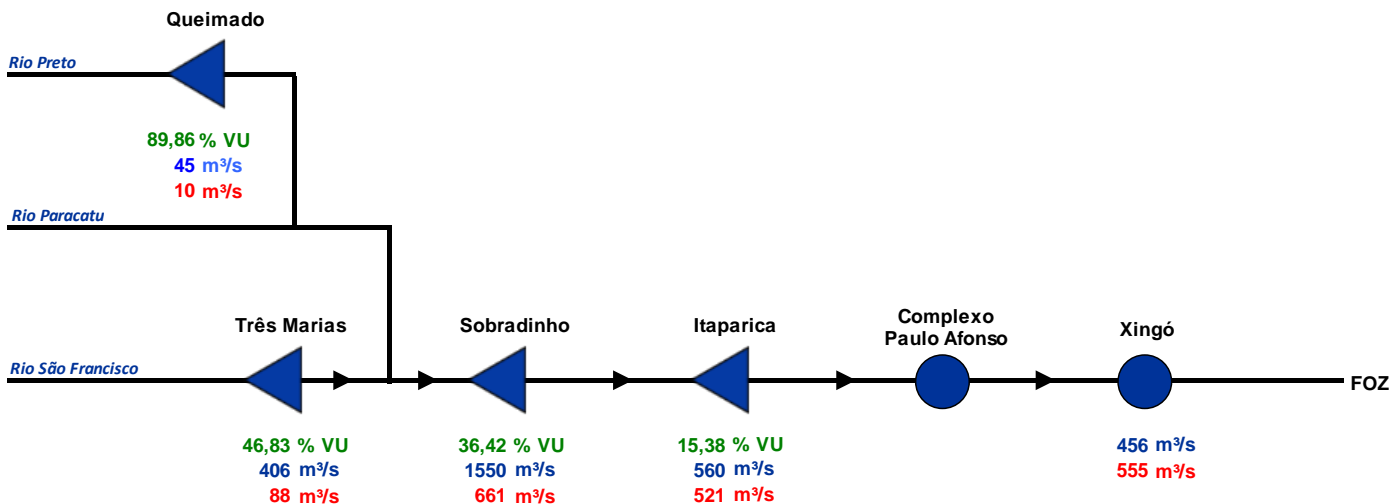 Queimado
Rio Preto
89,86 % VU
45 m³/s
10 m³/s
Rio Paracatu
Três Marias
Sobradinho
Itaparica
Complexo
Paulo Afonso
Xingó
Rio São Francisco
FOZ
46,83 % VU
406 m³/s
88 m³/s
36,42 % VU
1550 m³/s
661 m³/s
15,38 % VU
560 m³/s
521 m³/s
456 m³/s
555 m³/s